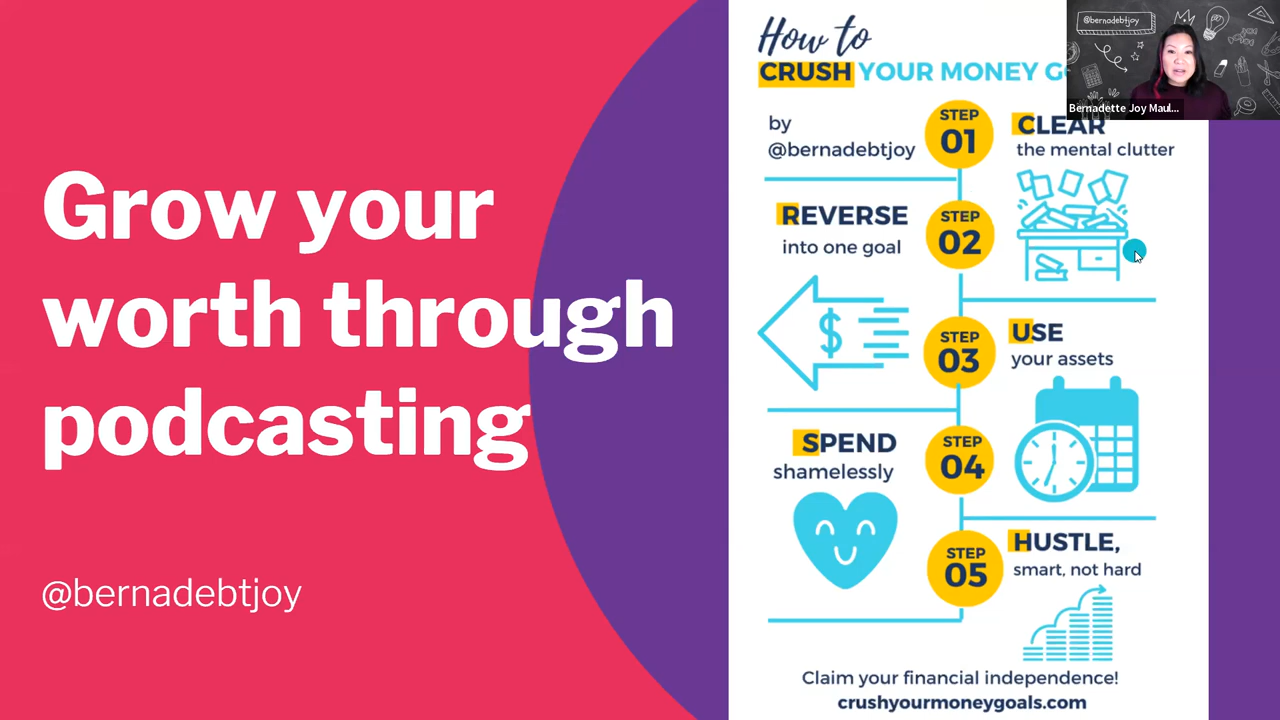 Grow your
worth through
podcasting
@bernadebtjoy
How to
CRUSH YOUR MONEY G
by
@bernadebtjoy
STEP
01
CLEAR
the mental clutter
REVERSE
into one goal
STEP
02
$
STEP
03
USE
your assets
SPEND
shamelessly
STEP
04
STEP
05
HUSTLE,
smart, not hard
Claim your financial independence!
crushyourmoneygoals.com
@bernadebtjoy
Bernadette Joy Maul...